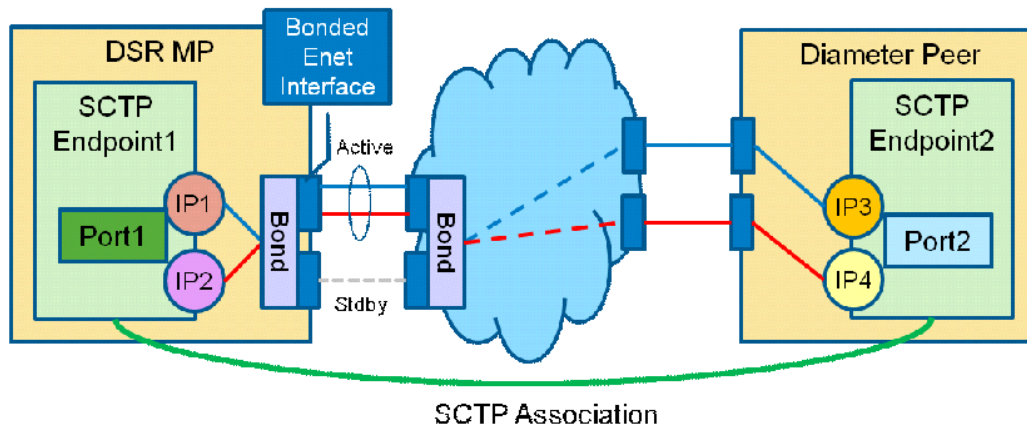 DSR MP
Bonded
Enet
Interface
Diameter Peer
SCTP
Endpoint1
SCTP
Endpoint2
Active
IP1
Port1
IP2
Bond
Bond
Stdby
IP3
Port2
IP4
SCTP Association